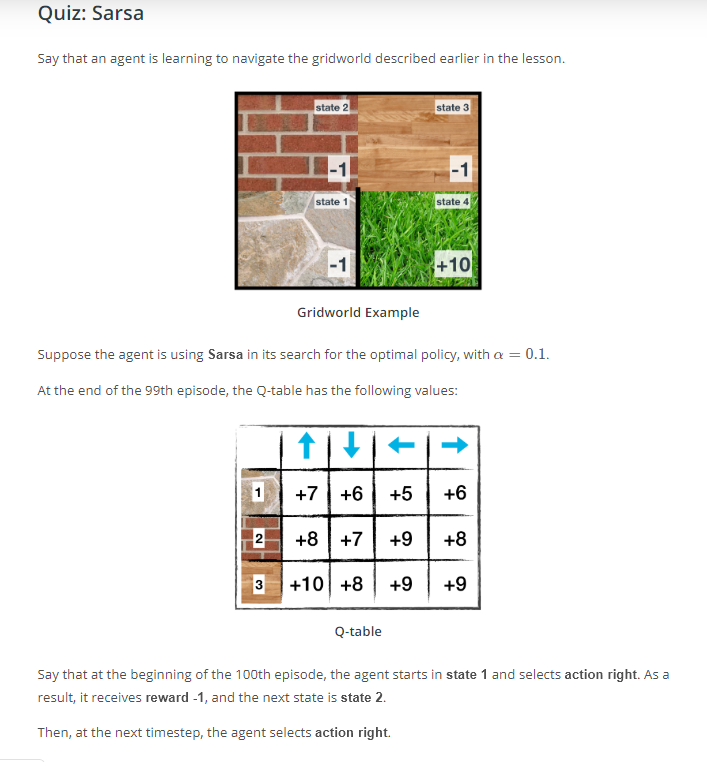 Quiz: Sarsa
Say that an agent is learning to navigate the gridworld described earlier in the lesson.
state 2 state 3
-1 -1
state 1 state 4
-1 +10
Gridworld Example
Suppose the agent is using Sarsa in its search for the optimal policy, with α = 0.1.
At the end of the 99th episode, the Q-table has the following values:
↑ ↓ ← →
1 +7 +6 +5 +6
2 +8 +7 +9 +8
3 +10 +8 +9 +9
Q-table
Say that at the beginning of the 100th episode, the agent starts in state 1 and selects action right. As a
result, it receives reward -1, and the next state is state 2.
Then, at the next timestep, the agent selects action right.